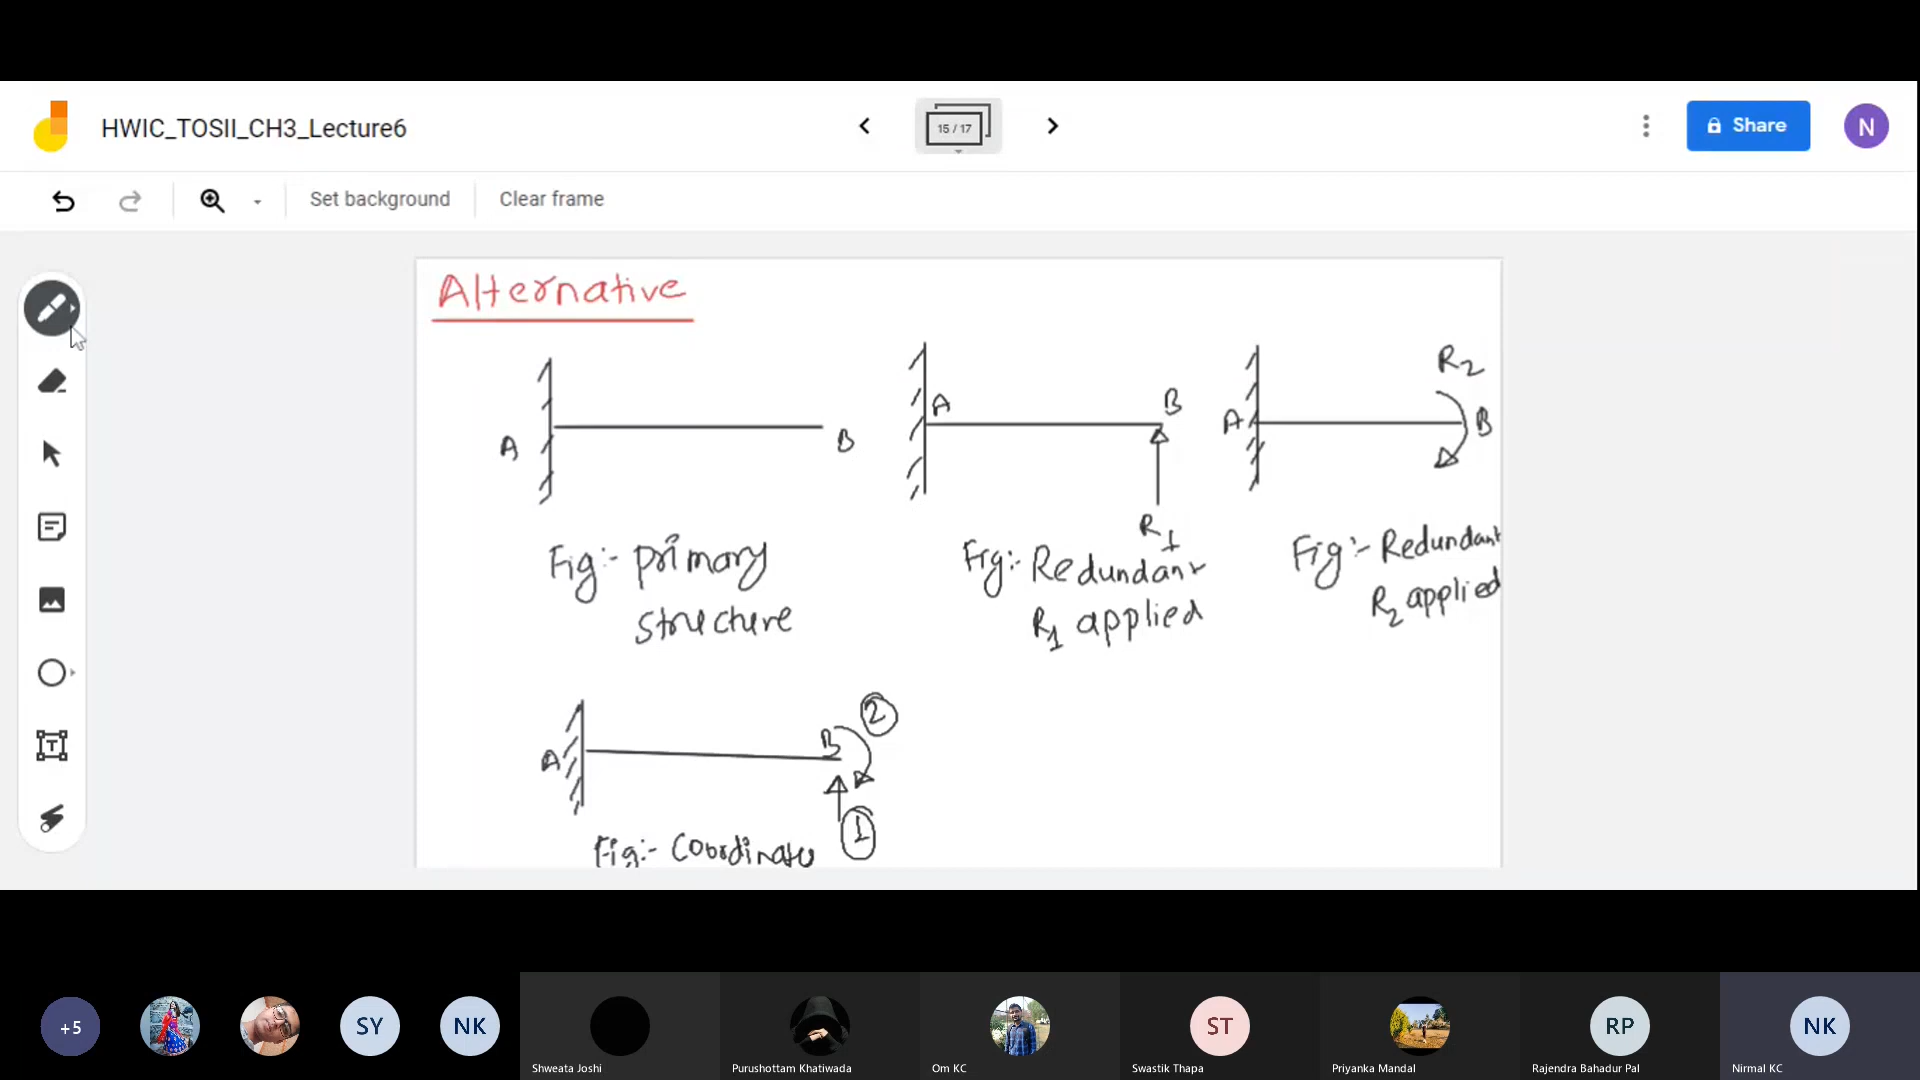 HWIC_TOSII_CH3_Lecture6
15 / 17
Share
N
Set background
Clear frame
Alternative
A
B
A
B
R1
A
R2
B
Fig:- primary
structure
Fig:- Redundant
R1 applied
Fig:- Redundant
R2 applied
A
B
2
1
Fig:- Coordinates
T
+5
SY
NK
Shweata Joshi
Purushottam Khatiwada
Om KC
ST
Swastik Thapa
Priyanka Mandal
RP
Rajendra Bahadur Pal
NK
Nirmal KC